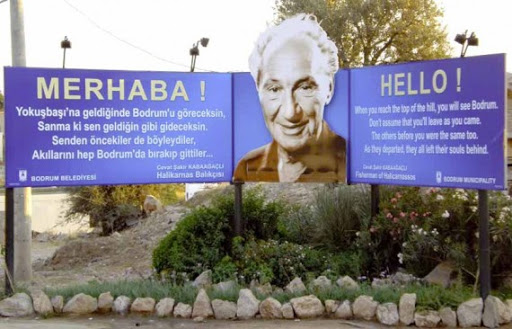 MERHABA !
Yokuşbaşı'na geldiğinde Bodrum'u göreceksin,
Sanma ki sen geldiğin gibi gideceksin.
Senden öncekiler de böyleydiler,
Akıllarını hep Bodrum'da bırakıp gittiler...
Cevat Şakir KABAAĞAÇLI
Halikarnas Balıkçısı
BODRUM BELEDİYESİ
HELLO !
When you reach the top of the hill, you will see Bodrum.
Don't assume that you'll leave as you came.
The others before you were the same too.
As they departed, they all left their souls behind.
Cevat Şakir KABAAĞAÇLI
Fisherman of Halicarnassos
BODRUM MUNICIPALITY